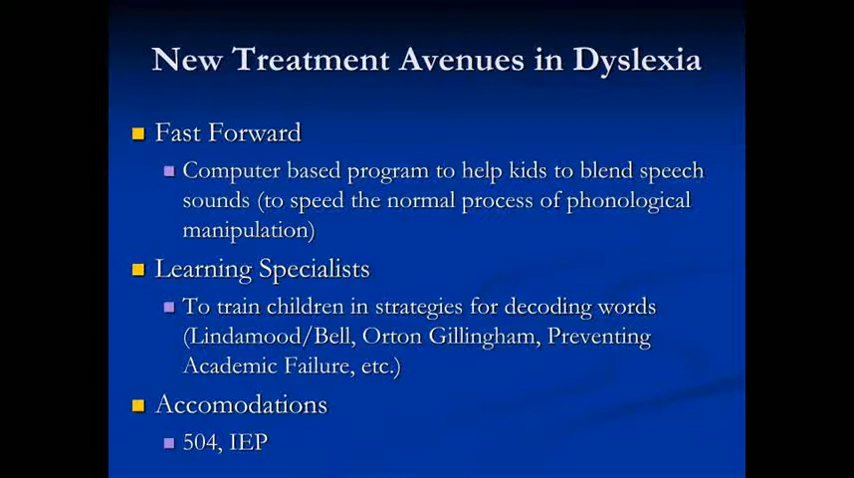 New Treatment Avenues in Dyslexia
Fast Forward
Computer based program to help kids to blend speech
sounds (to speed the normal process of phonological
manipulation)
Learning Specialists
To train children in strategies for decoding words
(Lindamood/Bell, Orton Gillingham, Preventing
Academic Failure, etc.)
Accomodations
504, IEP